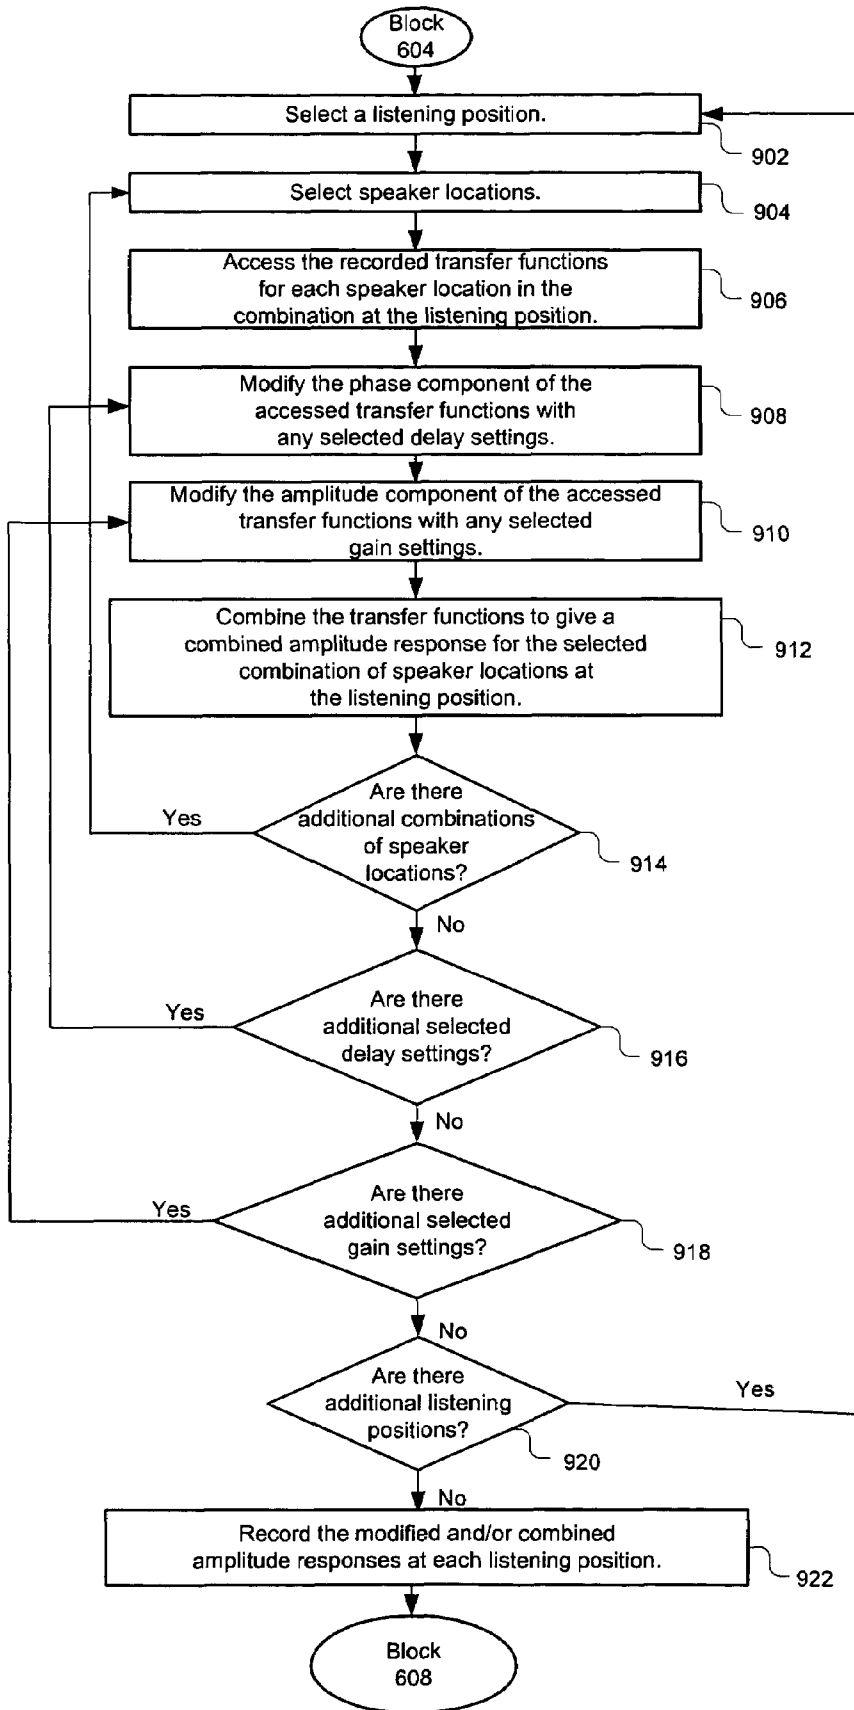 Block
604
Select a listening position.
902
Select speaker locations.
904
Access the recorded transfer functions
for each speaker location in the
combination at the listening position.
906
Modify the phase component of the
accessed transfer functions with
any selected delay settings.
908
Modify the amplitude component of the accessed
transfer functions with any selected
gain settings.
910
Combine the transfer functions to give a
combined amplitude response for the selected
combination of speaker locations at
the listening position.
912
Are there
additional combinations
of speaker
locations?
Yes
914
No
Are there
additional selected
delay settings?
Yes
916
No
Are there
additional selected
gain settings?
Yes
918
No
Are there
additional listening
positions?
Yes
920
No
Record the modified and/or combined
amplitude responses at each listening position.
922
Block
608